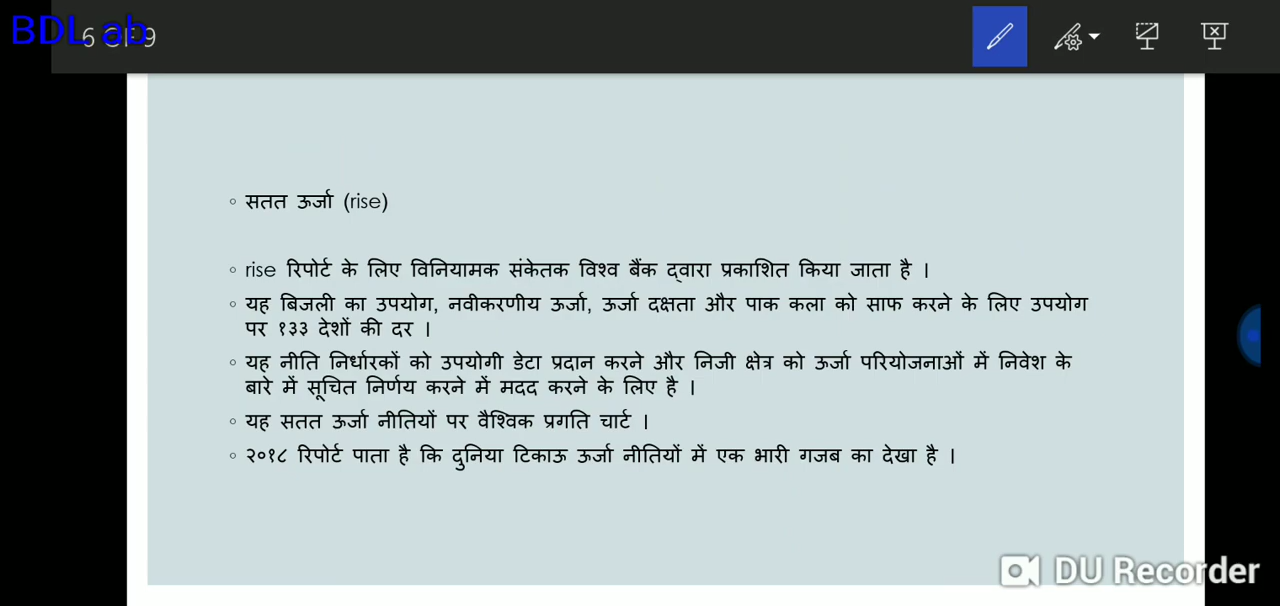 BDLab
6 OF 9
सतत ऊर्जा (rise)
rise रिपोर्ट के लिए विनियामक संकेतक विश्व बैंक द्वारा प्रकाशित किया जाता है ।
यह बिजली का उपयोग, नवीकरणीय ऊर्जा, ऊर्जा दक्षता और पाक कला को साफ करने के लिए उपयोग
पर १३३ देशों की दर ।
यह नीति निर्धारकों को उपयोगी डेटा प्रदान करने और निजी क्षेत्र को ऊर्जा परियोजनाओं में निवेश के
बारे में सूचित निर्णय करने में मदद करने के लिए है ।
यह सतत ऊर्जा नीतियों पर वैश्विक प्रगति चार्ट ।
२०१८ रिपोर्ट पाता है कि दुनिया टिकाऊ ऊर्जा नीतियों में एक भारी गजब का देखा है ।
DU Recorder